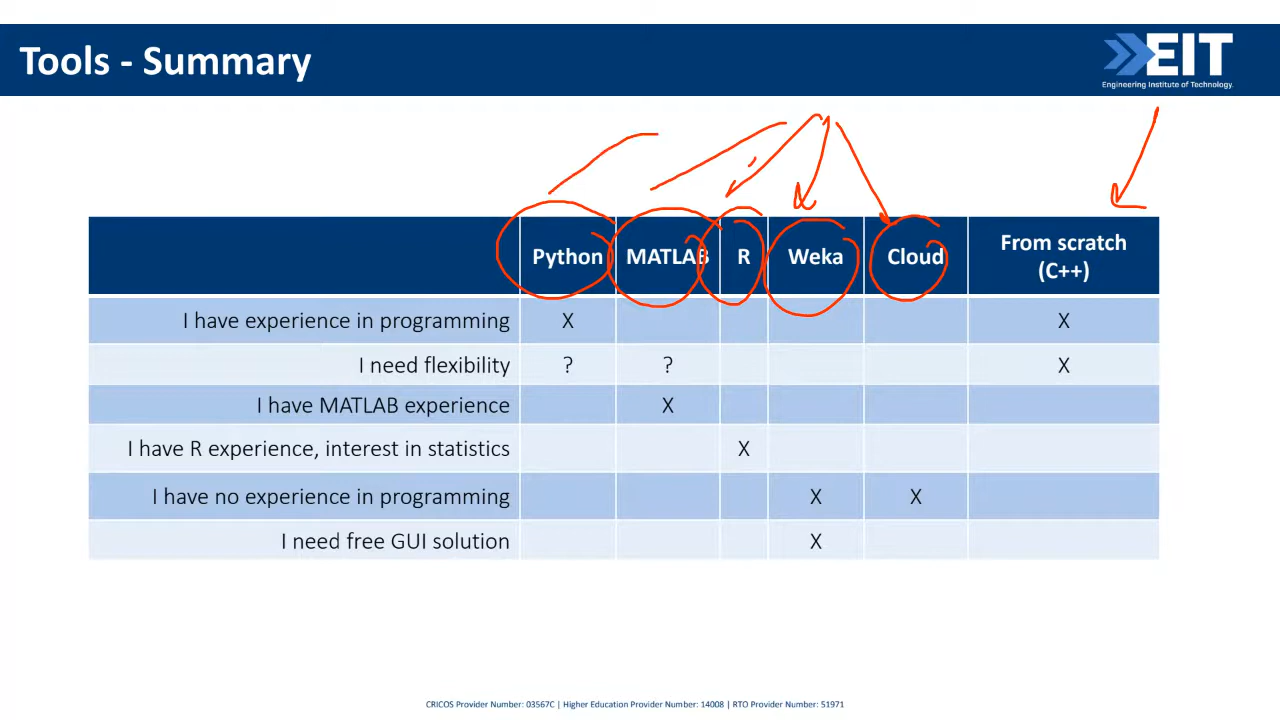 Tools - Summary
EIT
Engineering Institute of Technology.
Python MATLAB R Weka Cloud From scratch
(C++)
I have experience in programming X X
I need flexibility ? ? X
I have MATLAB experience X
I have R experience, interest in statistics X
I have no experience in programming X X
I need free GUI solution X
CRICOS Provider Number: 03567C | Higher Education Provider Number: 14008 | RTO Provider Number: 51971